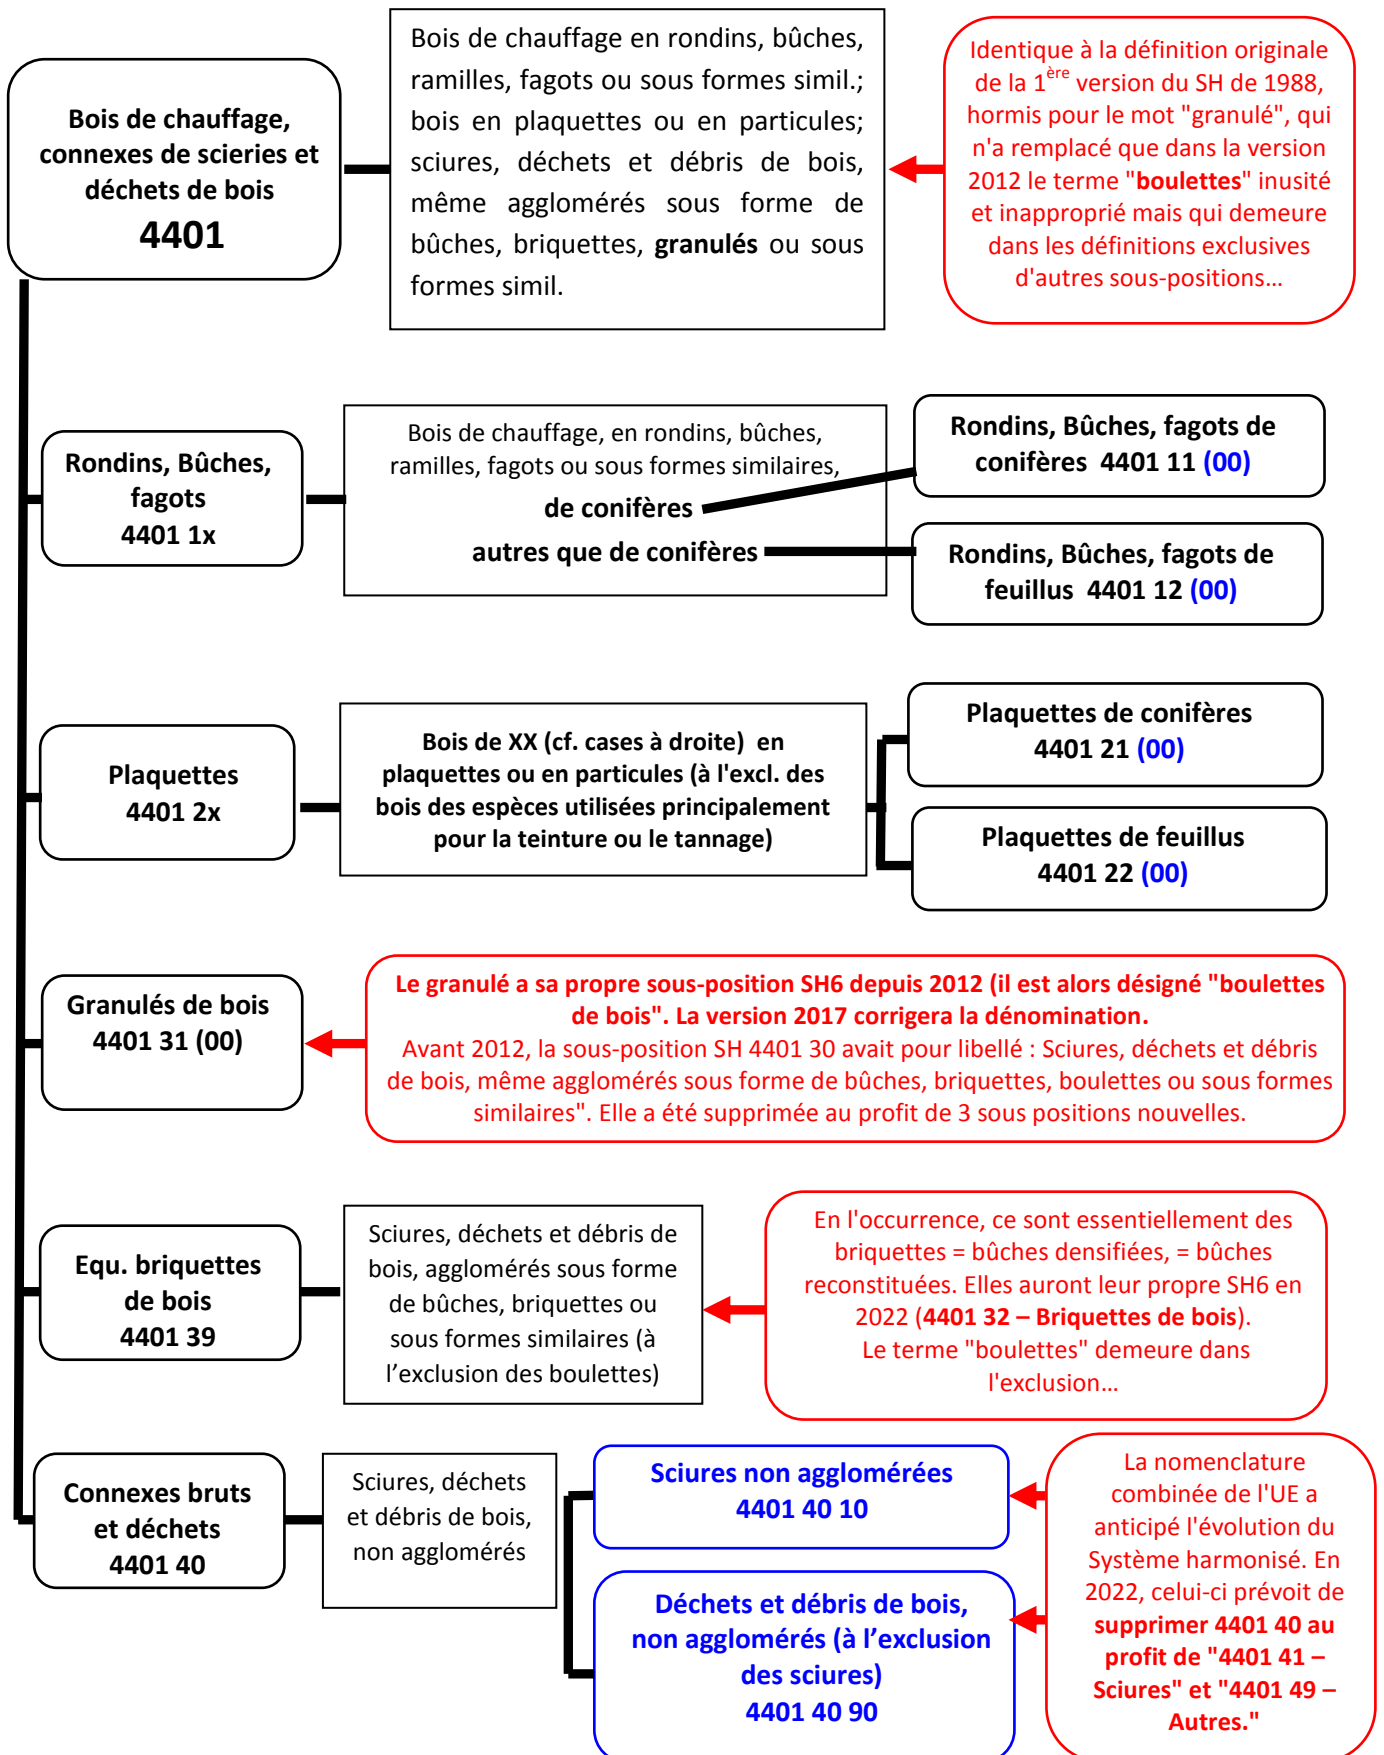 Bois de chauffage,
connexes de scieries et
déchets de bois
4401
Bois de chauffage en rondins, bûches,
ramilles, fagots ou sous formes simil.;
bois en plaquettes ou en particules;
sciures, déchets et débris de bois,
même agglomérés sous forme de
bûches, briquettes, granulés ou sous
formes simil.
Identique à la définition originale
de la 1ère version du SH de 1988,
hormis pour le mot "granulé", qui
n'a remplacé que dans la version
2012 le terme "boulettes" inusité
et inapproprié mais qui demeure
dans les définitions exclusives
d'autres sous-positions…
Rondins, Bûches,
fagots
4401 1x
Bois de chauffage, en rondins, bûches,
ramilles, fagots ou sous formes similaires,
de conifères
autres que de conifères
Rondins, Bûches, fagots de
conifères 4401 11 (00)
Rondins, Bûches, fagots de
feuillus 4401 12 (00)
Plaquettes
4401 2x
Bois de XX (cf. cases à droite) en
plaquettes ou en particules (à l'excl. des
bois des espèces utilisées principalement
pour la teinture ou le tannage)
Plaquettes de conifères
4401 21 (00)
Plaquettes de feuillus
4401 22 (00)
Granulés de bois
4401 31 (00)
Le granulé a sa propre sous-position SH6 depuis 2012 (il est alors désigné "boulettes
de bois". La version 2017 corrigera la dénomination.
Avant 2012, la sous-position SH 4401 30 avait pour libellé : Sciures, déchets et débris
de bois, même agglomérés sous forme de bûches, briquettes, boulettes ou sous formes
similaires". Elle a été supprimée au profit de 3 sous positions nouvelles.
Equ. briquettes
de bois
4401 39
Sciures, déchets et débris de
bois, agglomérés sous forme
de bûches, briquettes ou
sous formes similaires (à
l’exclusion des boulettes)
En l'occurrence, ce sont essentiellement des
briquettes = bûches densifiées, = bûches
reconstituées. Elles auront leur propre SH6 en
2022 (4401 32 – Briquettes de bois).
Le terme "boulettes" demeure dans
l'exclusion…
Connexes bruts
et déchets
4401 40
Sciures, déchets
et débris de bois,
non agglomérés
Sciures non agglomérées
4401 40 10
Déchets et débris de bois,
non agglomérés (à l’exclusion
des sciures)
4401 40 90
La nomenclature
combinée de l'UE a
anticipé l'évolution du
Système harmonisé. En
2022, celui-ci prévoit de
supprimer 4401 40 au
profit de "4401 41 –
Sciures" et "4401 49 –
Autres."